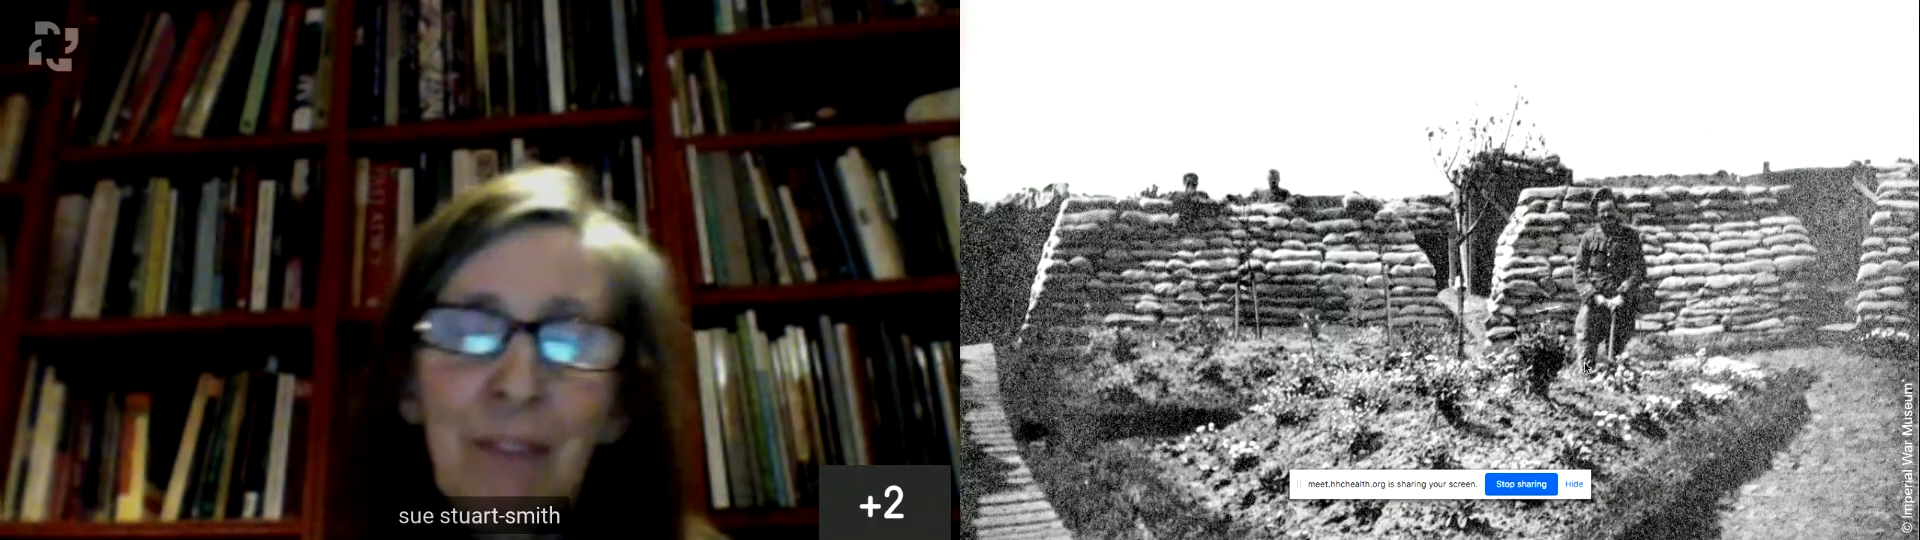 sue stuart-smith
+2
meet.hhchealth.org is sharing your screen.
Stop sharing
Hide
© Imperial War Museum